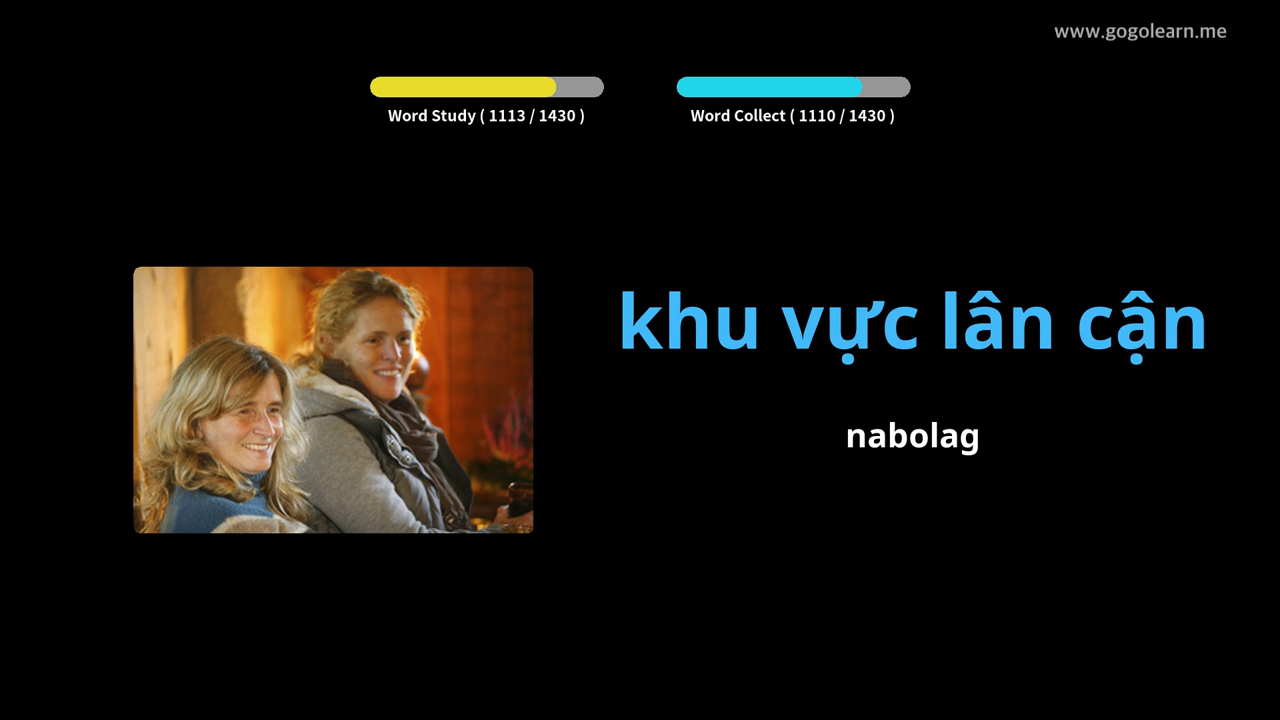 www.gogolearn.me
Word Study ( 1113 / 1430 )
Word Collect ( 1110 / 1430 )
khu vực lân cận
nabolag